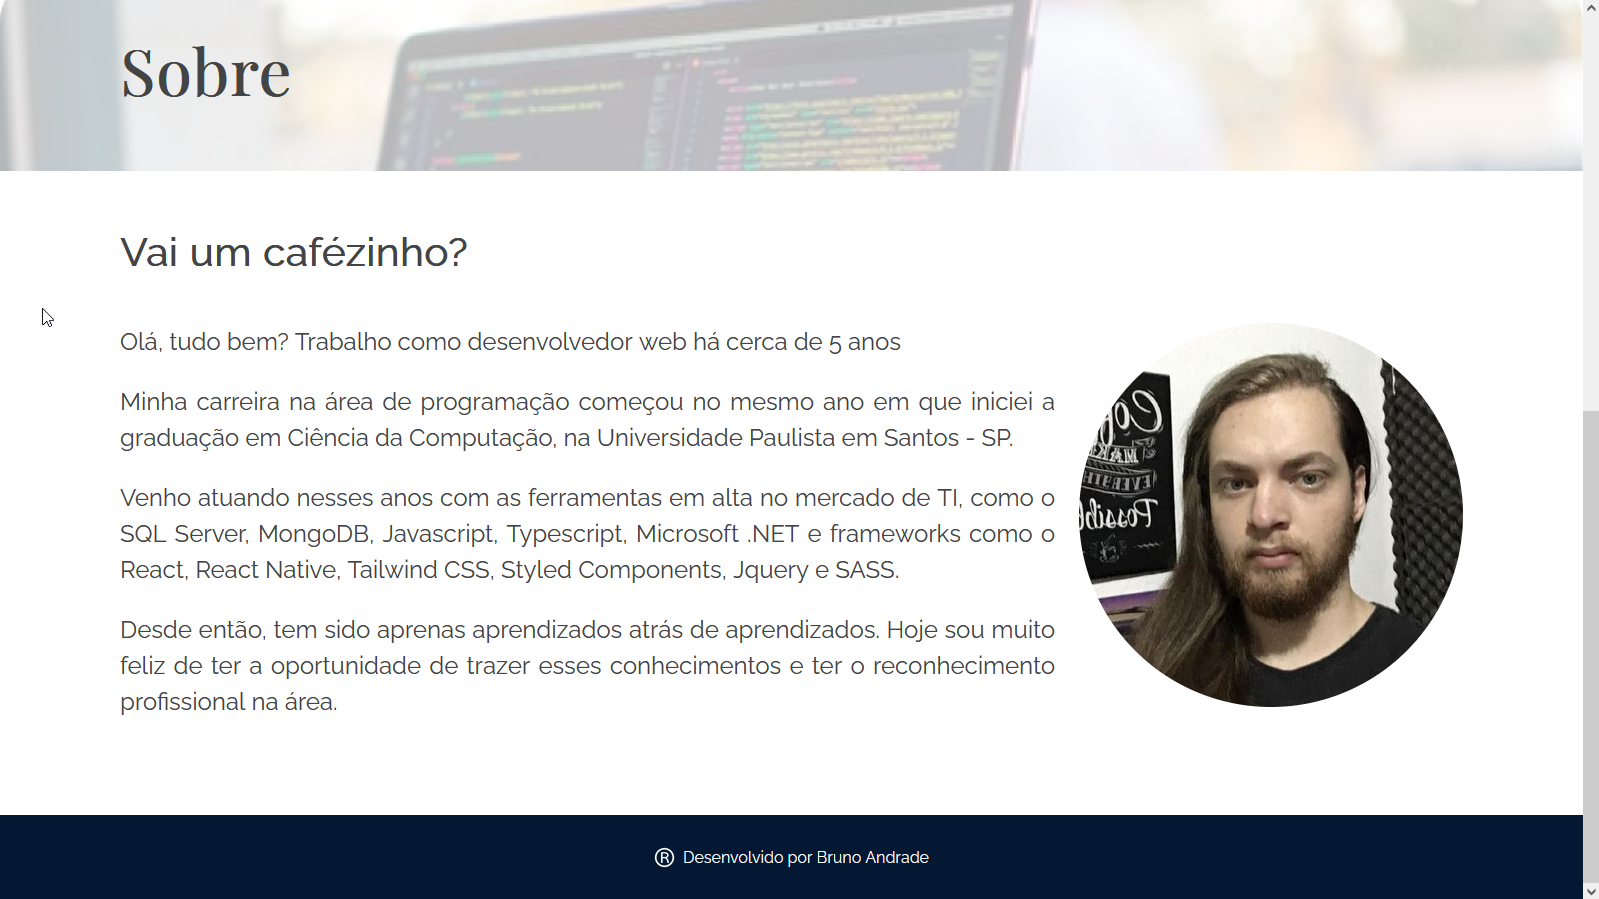 Sobre
Vai um cafézinho?
Olá, tudo bem? Trabalho como desenvolvedor web há cerca de 5 anos
Minha carreira na área de programação começou no mesmo ano em que iniciei a
graduação em Ciência da Computação, na Universidade Paulista em Santos - SP.
Venho atuando nesses anos com as ferramentas em alta no mercado de TI, como o
SQL Server, MongoDB, Javascript, Typescript, Microsoft .NET e frameworks como o
React, React Native, Tailwind CSS, Styled Components, Jquery e SASS.
Desde então, tem sido aprenas aprendizados atrás de aprendizados. Hoje sou muito
feliz de ter a oportunidade de trazer esses conhecimentos e ter o reconhecimento
profissional na área.
® Desenvolvido por Bruno Andrade